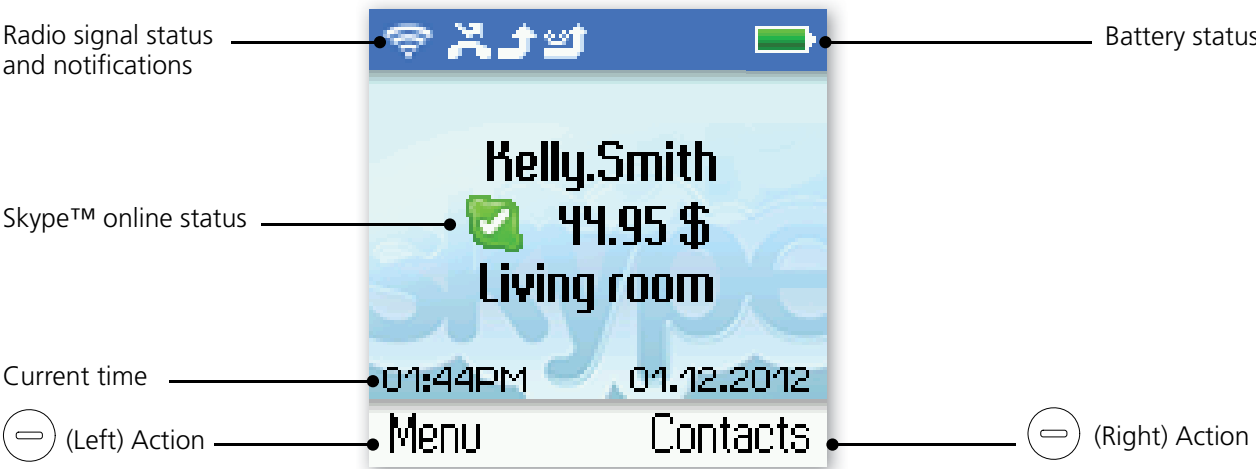 Radio signal status
and notifications
Battery status
Kelly.Smith
Skype™ online status
44.95 $
Living room
skype
Current time
01:44PM 01.12.2012
(Left) Action
Menu Contacts
(Right) Action